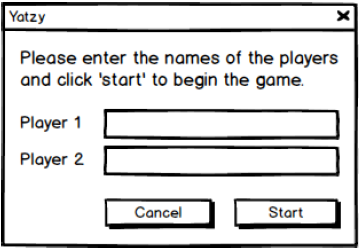 Yatzy
Please enter the names of the players
and click 'start' to begin the game.
Player 1
Player 2
Cancel
Start